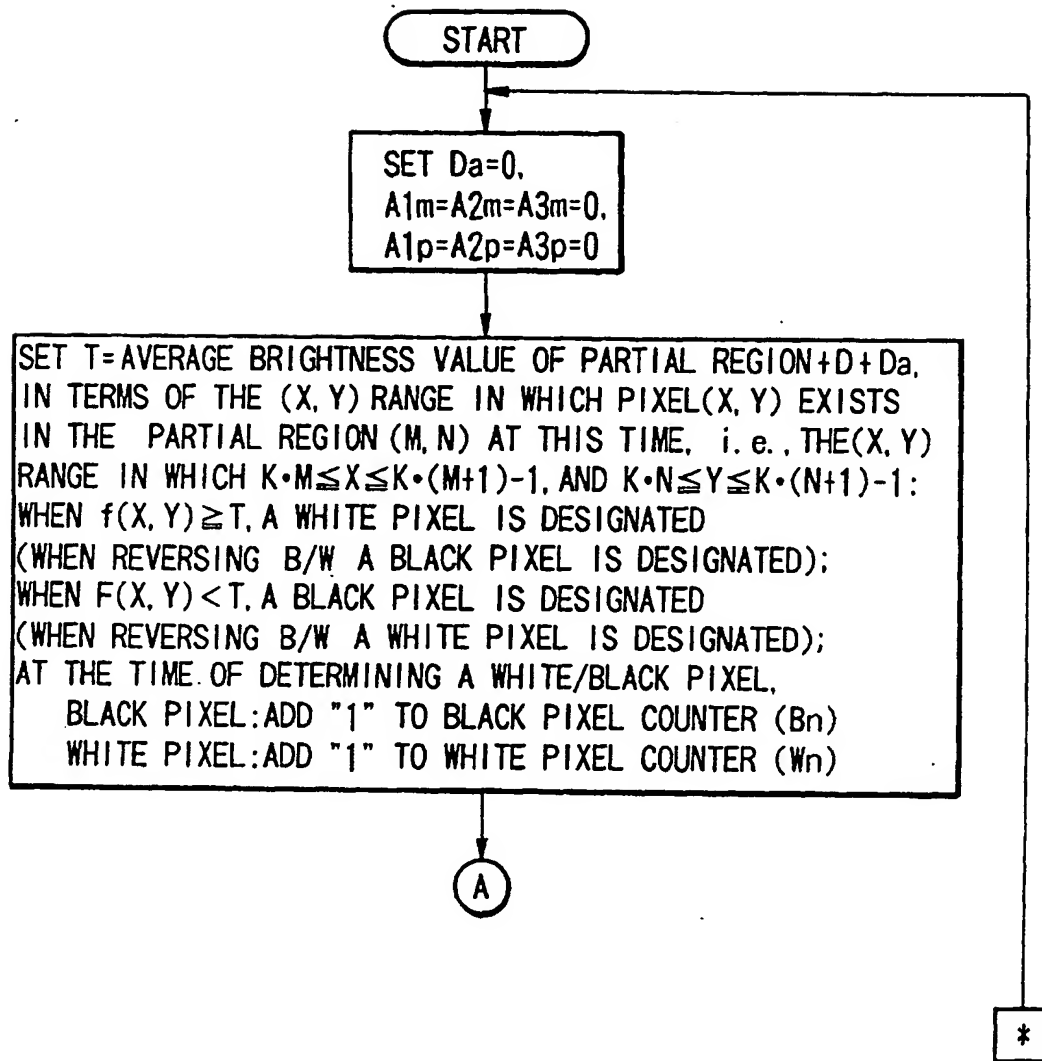 START
SET Da=0,
A1m=A2m=A3m=0,
A1p=A2p=A3p=0
SET T=AVERAGE BRIGHTNESS VALUE OF PARTIAL REGION+D+Da,
IN TERMS OF THE (X, Y) RANGE IN WHICH PIXEL(X, Y) EXISTS
IN THE PARTIAL REGION (M, N) AT THIS TIME, i. e., THE(X, Y)
RANGE IN WHICH K•M≦X≦K•(M+1)-1, AND K•N≦Y≦K•(N+1)-1:
WHEN f(X, Y)≧T, A WHITE PIXEL IS DESIGNATED
(WHEN REVERSING B/W A BLACK PIXEL IS DESIGNATED);
WHEN F(X, Y)<T, A BLACK PIXEL IS DESIGNATED
(WHEN REVERSING B/W A WHITE PIXEL IS DESIGNATED);
AT THE TIME OF DETERMINING A WHITE/BLACK PIXEL,
BLACK PIXEL:ADD "1" TO BLACK PIXEL COUNTER (Bn)
WHITE PIXEL:ADD "1" TO WHITE PIXEL COUNTER (Wn)
A
*